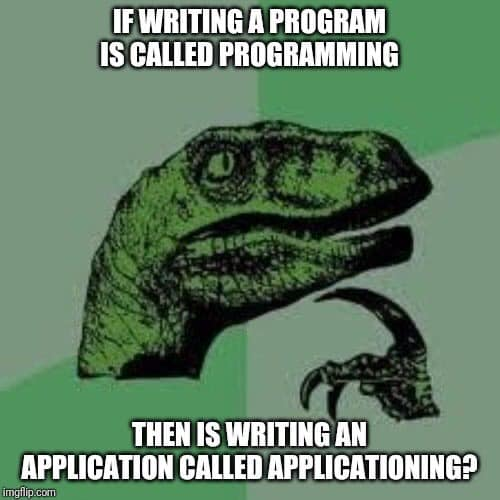 IF WRITING A PROGRAM
IS CALLED PROGRAMMING
THEN IS WRITING AN
APPLICATION CALLED APPLICATIONING?
imgflip.com